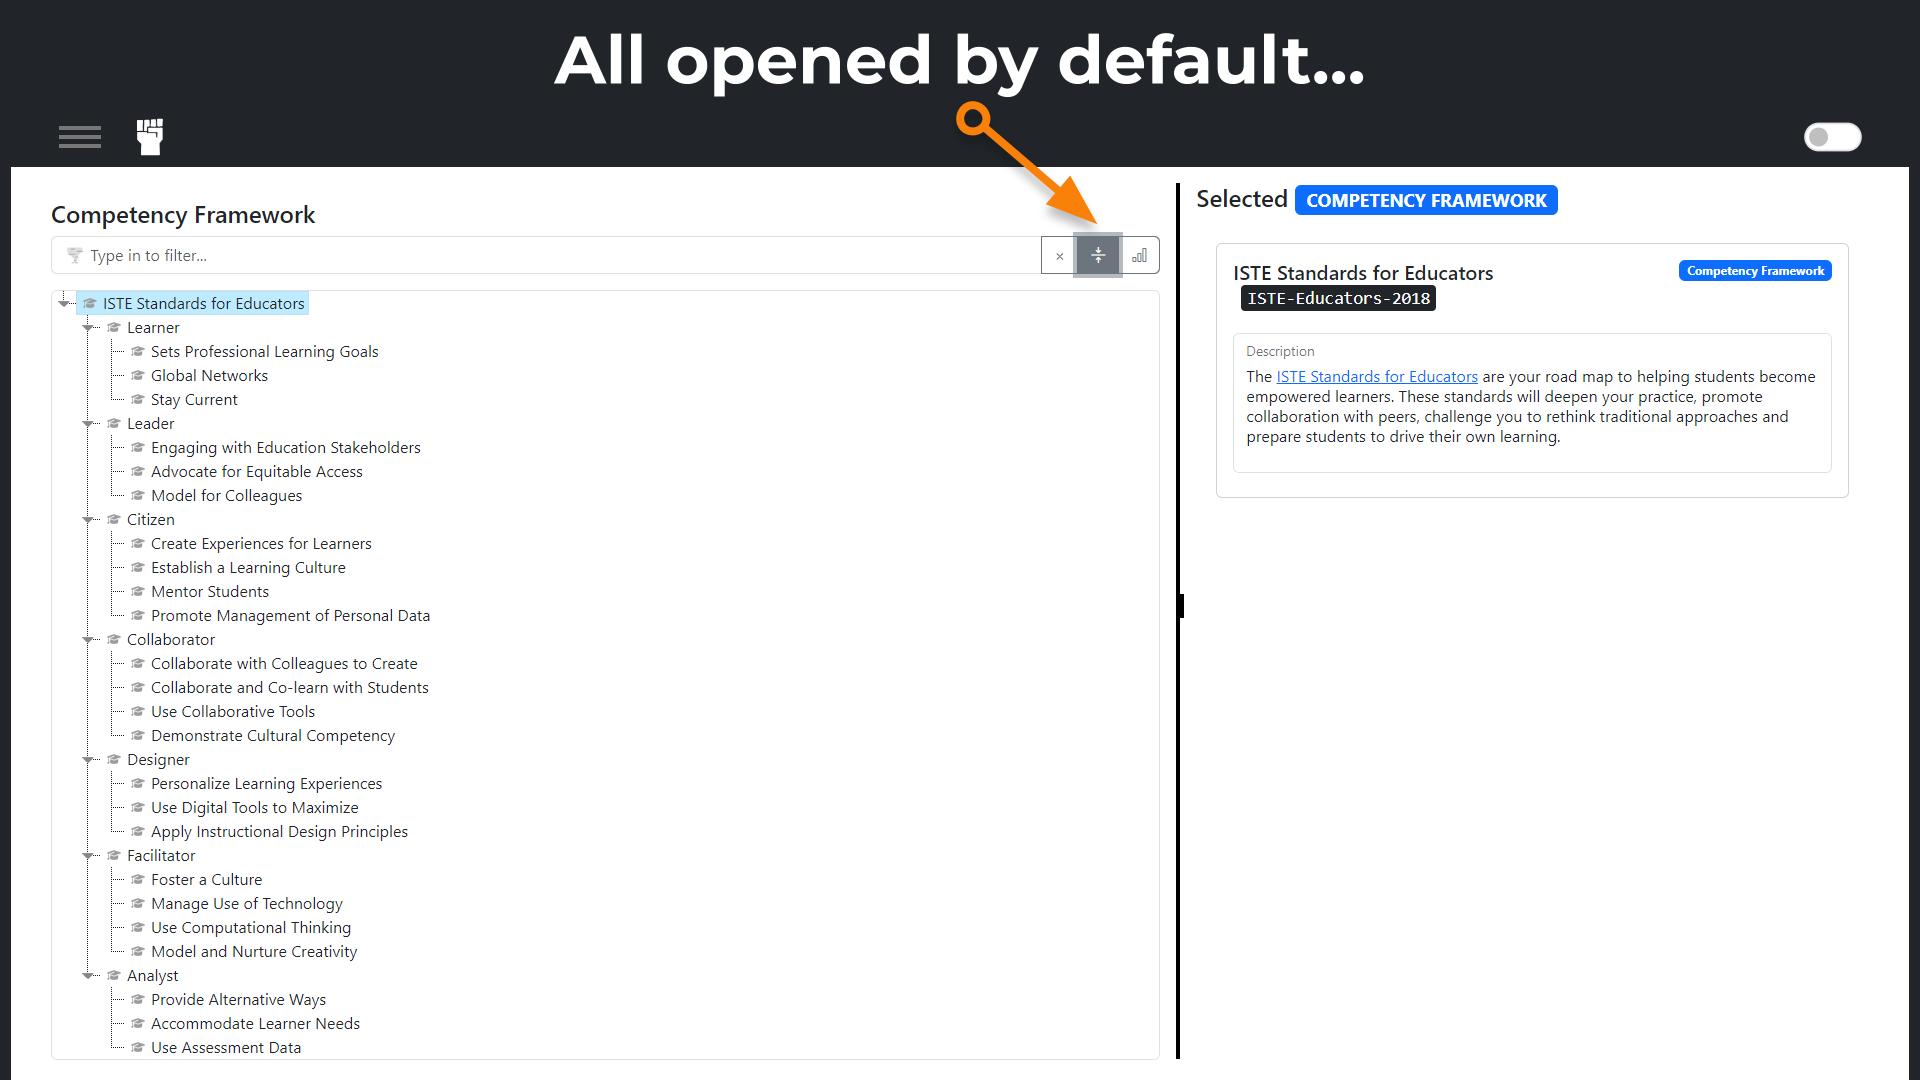 All opened by default...
Competency Framework
Type in to filter...
×
ISTE Standards for Educators
Learner
Sets Professional Learning Goals
Global Networks
Stay Current
Leader
Engaging with Education Stakeholders
Advocate for Equitable Access
Model for Colleagues
Citizen
Create Experiences for Learners
Establish a Learning Culture
Mentor Students
Promote Management of Personal Data
Collaborator
Collaborate with Colleagues to Create
Collaborate and Co-learn with Students
Use Collaborative Tools
Demonstrate Cultural Competency
Designer
Personalize Learning Experiences
Use Digital Tools to Maximize
Apply Instructional Design Principles
Facilitator
Foster a Culture
Manage Use of Technology
Use Computational Thinking
Model and Nurture Creativity
Analyst
Provide Alternative Ways
Accommodate Learner Needs
Use Assessment Data
Selected COMPETENCY FRAMEWORK
ISTE Standards for Educators
Competency Framework
ISTE-Educators-2018
Description
The ISTE Standards for Educators are your road map to helping students become
empowered learners. These standards will deepen your practice, promote
collaboration with peers, challenge you to rethink traditional approaches and
prepare students to drive their own learning.